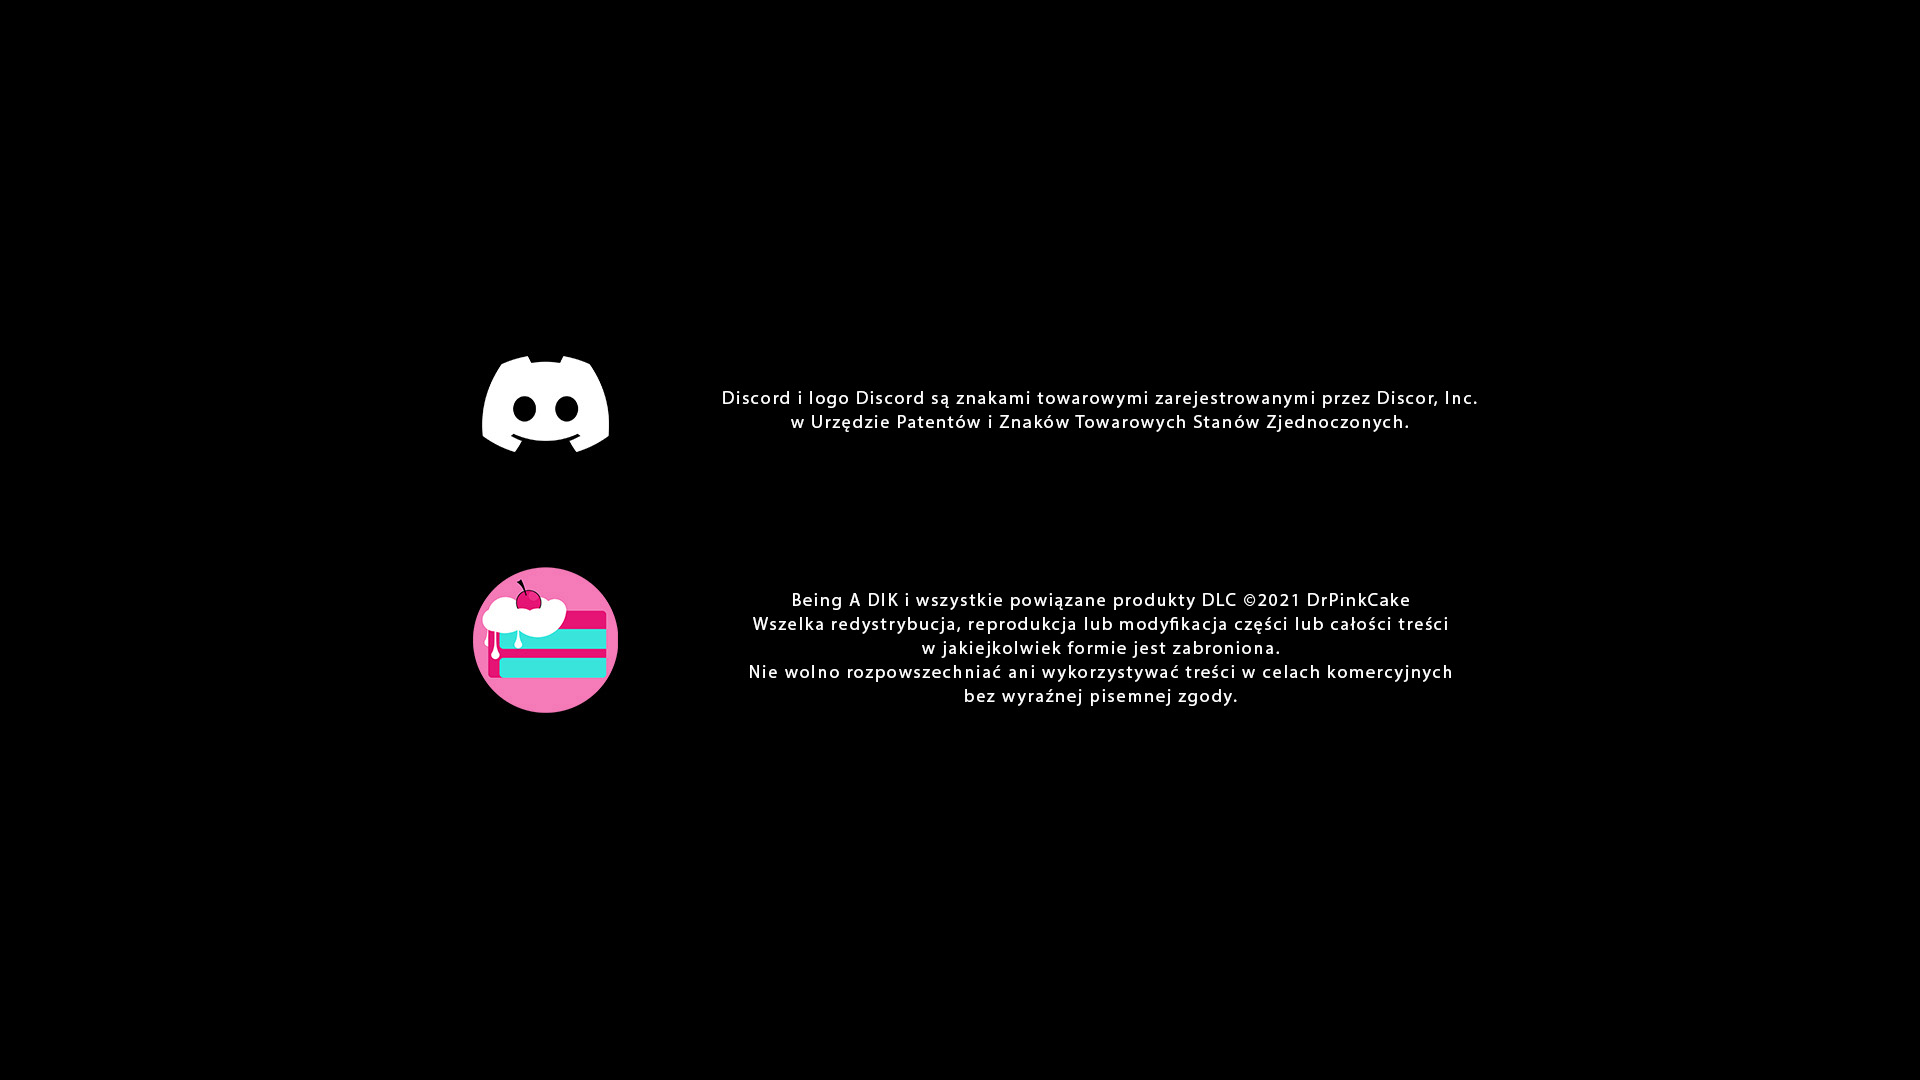 Discord i logo Discord są znakami towarowymi zarejestrowanymi przez Discor, Inc.
w Urzędzie Patentów i Znaków Towarowych Stanów Zjednoczonych.
Being A DIK i wszystkie powiązane produkty DLC ©2021 DrPinkCake
Wszelka redystrybucja, reprodukcja lub modyfikacja części lub całości treści
w jakiejkolwiek formie jest zabroniona.
Nie wolno rozpowszechniać ani wykorzystywać treści w celach komercyjnych
bez wyraźnej pisemnej zgody.